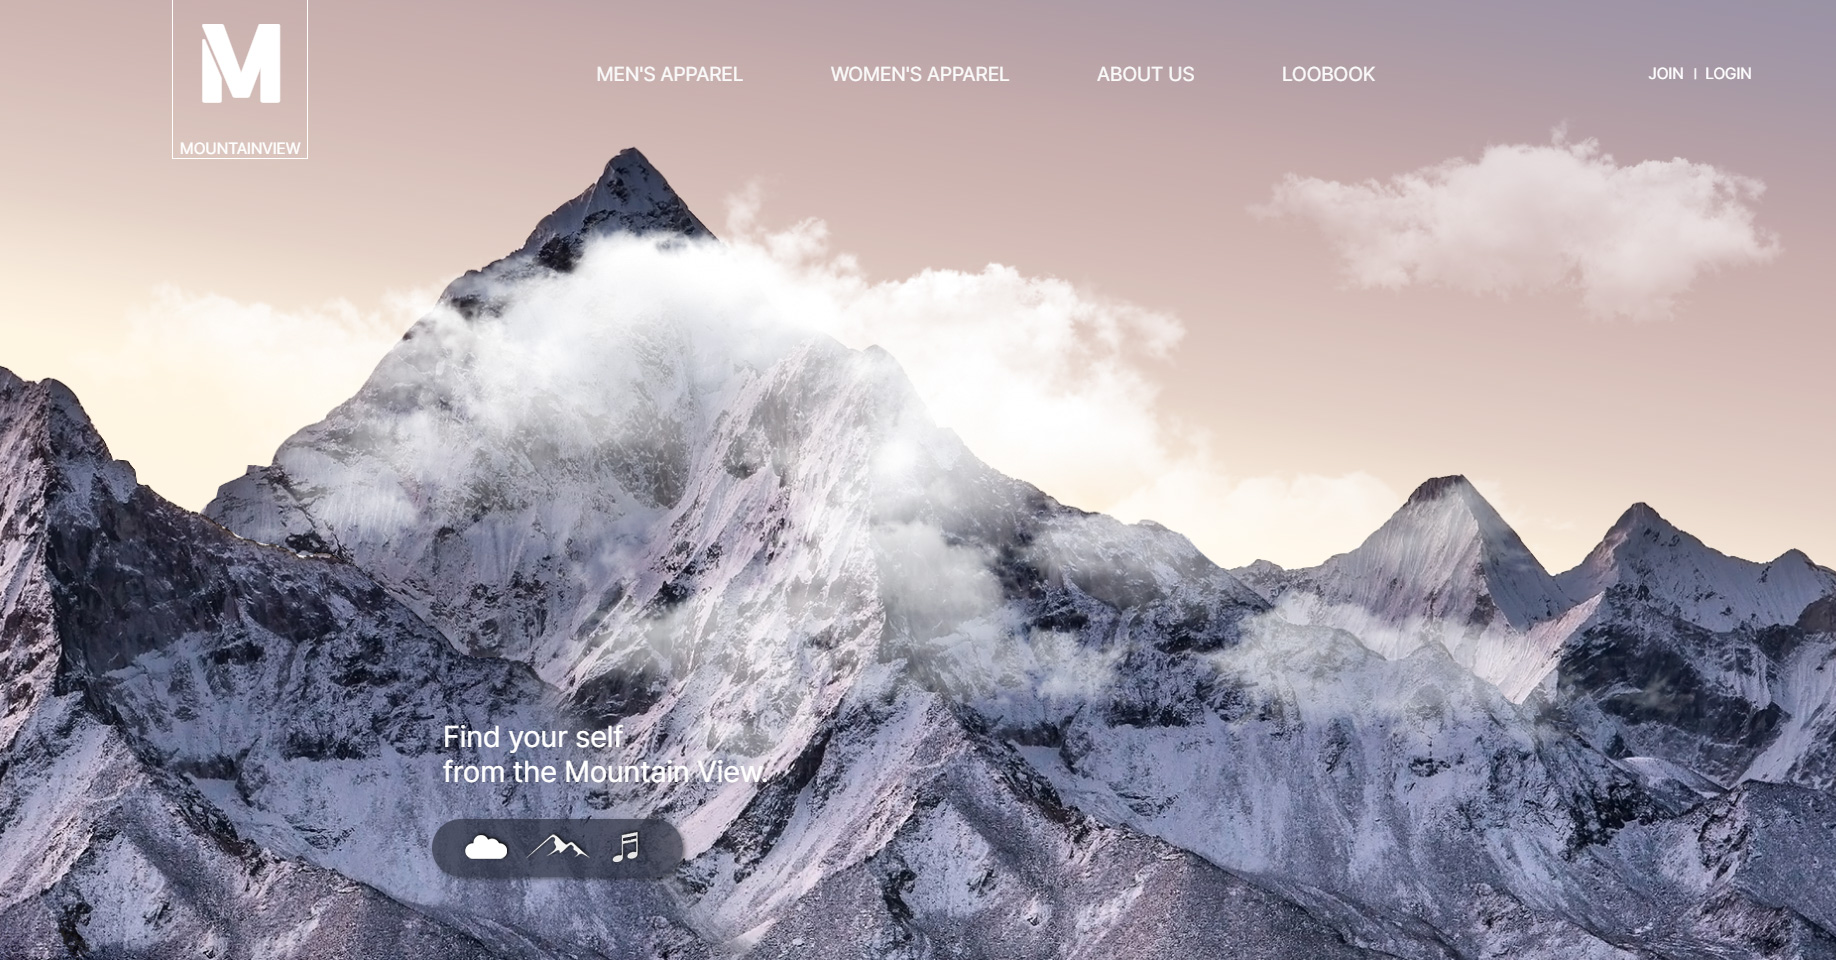 M
MOUNTAINVIEW
MEN'S APPAREL
WOMEN'S APPAREL
ABOUT US
LOOBOOK
JOIN | LOGIN
Find your self
from the Mountain View.